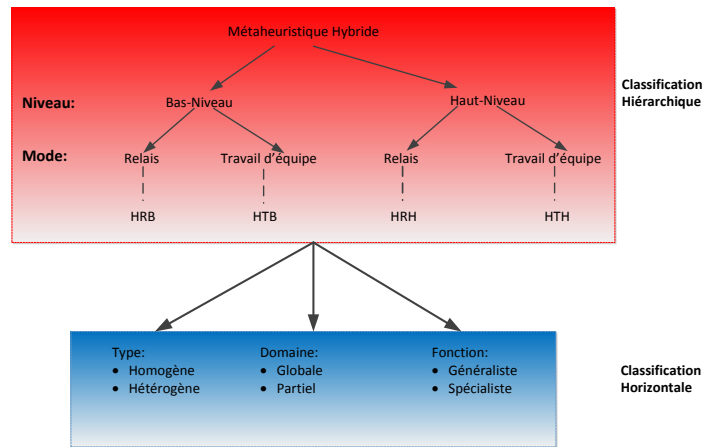 Métaheuristique Hybride
Classification
Hiérarchique
Niveau:
Bas-Niveau
Haut-Niveau
Mode:
Relais
Travail d'équipe
Relais
Travail d'équipe
HRB
HTB
HRH
HTH
Type:
• Homogène
• Hétérogène
Domaine:
• Globale
• Partiel
Fonction:
• Généraliste
• Spécialiste
Classification
Horizontale